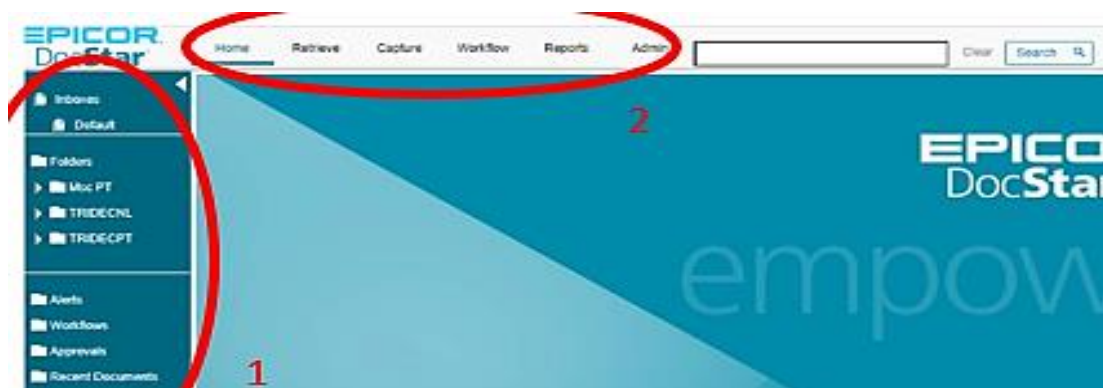 EPICOR
DocStar
Home Retrieve Capture Workflow Reports Admin
Clear Search
Inboxes
Default
Folders
Moc PT
TRIDECNL
TRIDECPT
Alerts
Workflows
Approvals
Recent Documents
1
2
EPICO
DocStar
empow